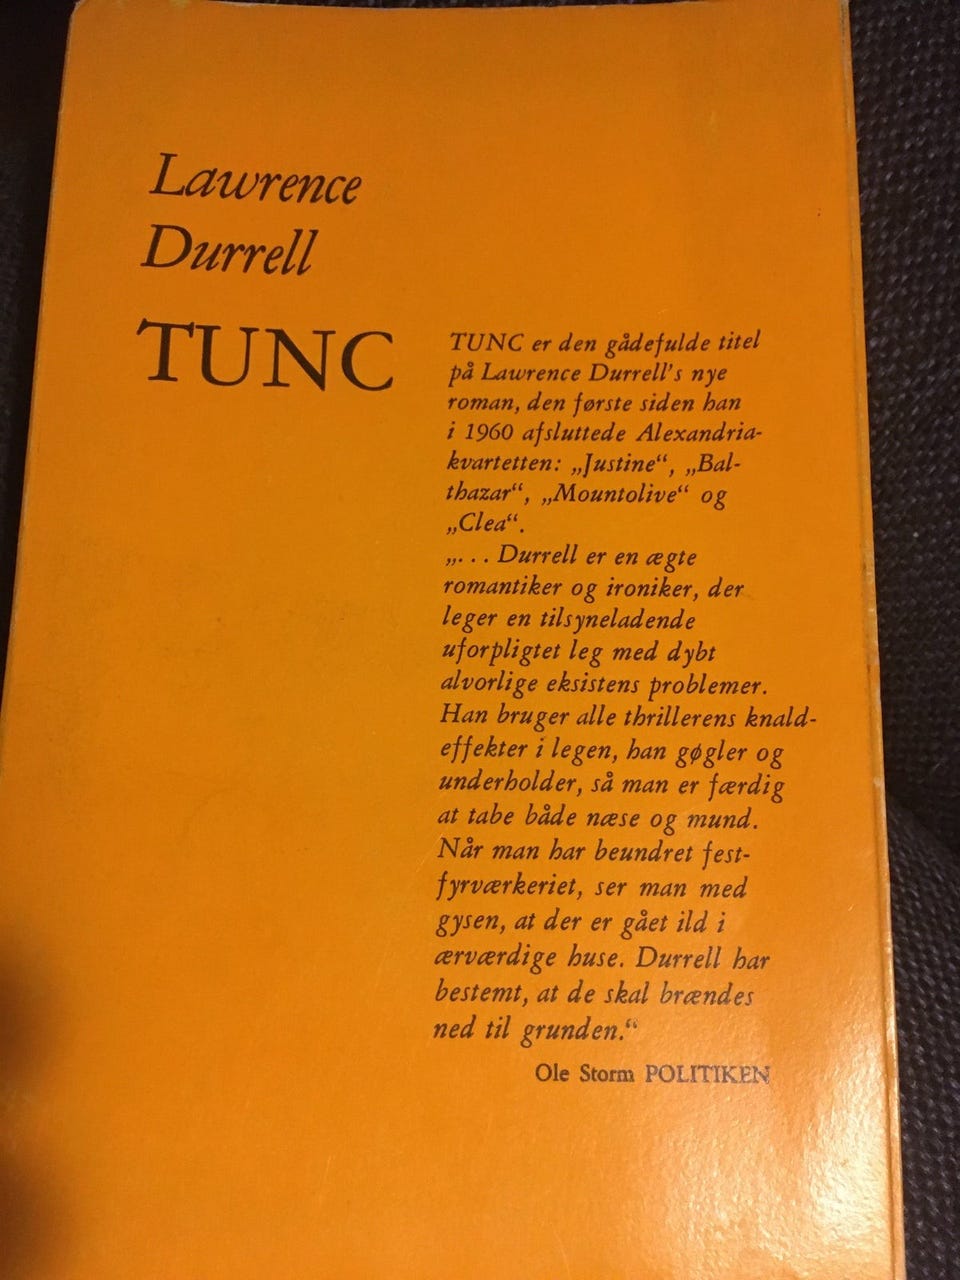 Lawrence
Durrell
TUNC
TUNC er den gådefulde titel
på Lawrence Durrell's nye
roman, den første siden han
i 1960 afsluttede Alexandria-
kvartetten: „Justine“, „Bal-
thazar“, „Mountolive“ og
„Clea“.
„... Durrell er en ægte
romantiker og ironiker, der
leger en tilsyneladende
uforpligtet leg med dybt
alvorlige eksistens problemer.
Han bruger alle thrillerens knald-
effekter i legen, han gøgler og
underholder, så man er færdig
at tabe både næse og mund.
Når man har beundret fest-
fyrværkeriet, ser man med
gysen, at der er gået ild i
ærværdige huse. Durrell har
bestemt, at de skal brændes
ned til grunden.“
Ole Storm POLITIKEN